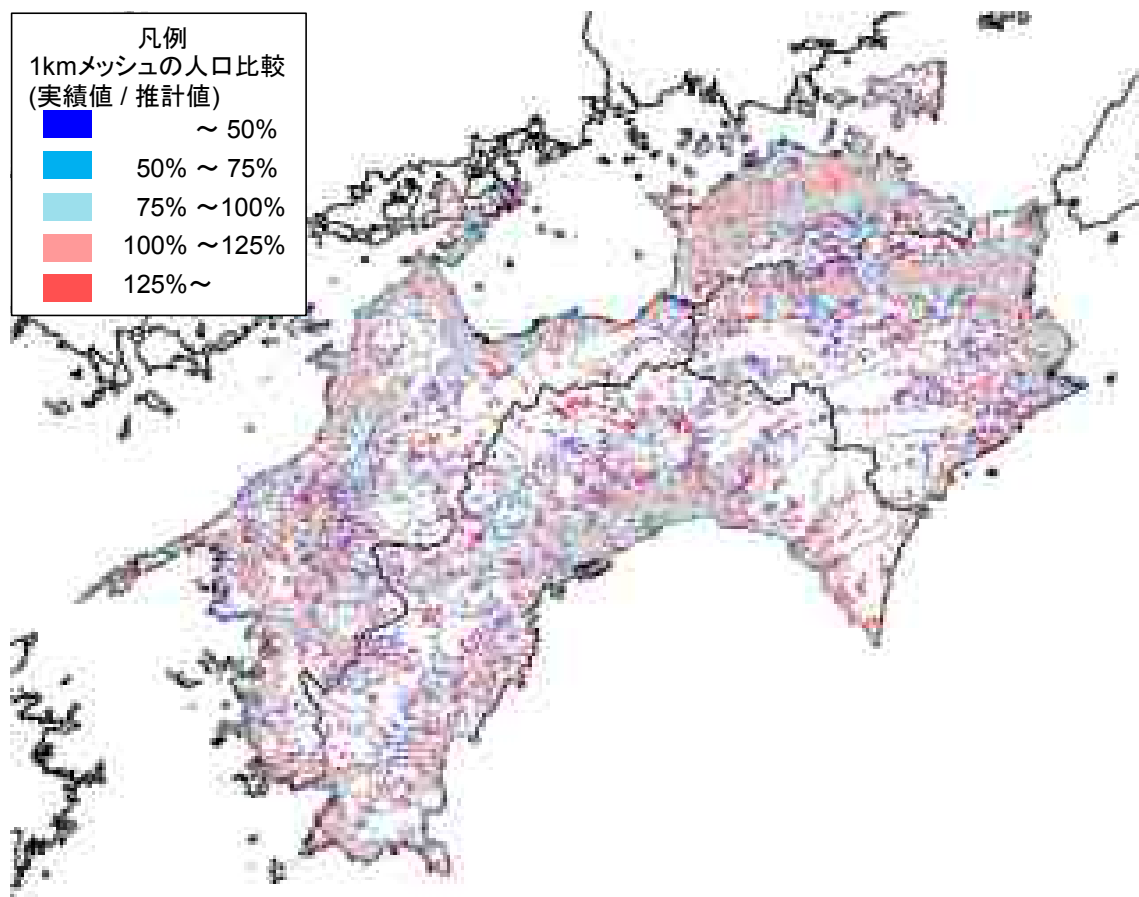 凡例
1kmメッシュの人口比較
(実績値 / 推計値)
～ 50%
50% ～ 75%
75% ～100%
100% ～125%
125%～